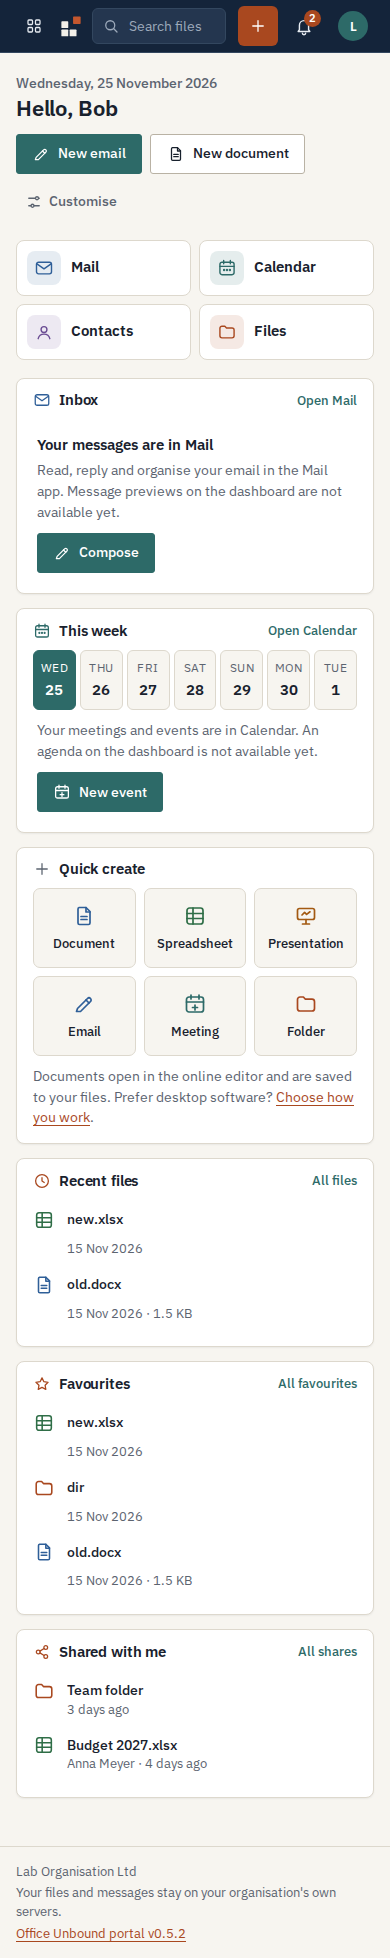 Search files
2
L
Wednesday, 25 November 2026
Hello, Bob
New email
New document
Customise
Mail
Calendar
Contacts
Files
Inbox
Open Mail
Your messages are in Mail
Read, reply and organise your email in the Mail
app. Message previews on the dashboard are not
available yet.
Compose
This week
Open Calendar
WED THU FRI SAT SUN MON TUE
25 26 27 28 29 30 1
Your meetings and events are in Calendar. An
agenda on the dashboard is not available yet.
New event
Quick create
Document
Spreadsheet
Presentation
Email
Meeting
Folder
Documents open in the online editor and are saved
to your files. Prefer desktop software? Choose how
you work.
Recent files
All files
new.xlsx
15 Nov 2026
old.docx
15 Nov 2026 · 1.5 KB
Favourites
All favourites
new.xlsx
15 Nov 2026
dir
15 Nov 2026
old.docx
15 Nov 2026 · 1.5 KB
Shared with me
All shares
Team folder
3 days ago
Budget 2027.xlsx
Anna Meyer · 4 days ago
Lab Organisation Ltd
Your files and messages stay on your organisation's own
servers.
Office Unbound portal v0.5.2